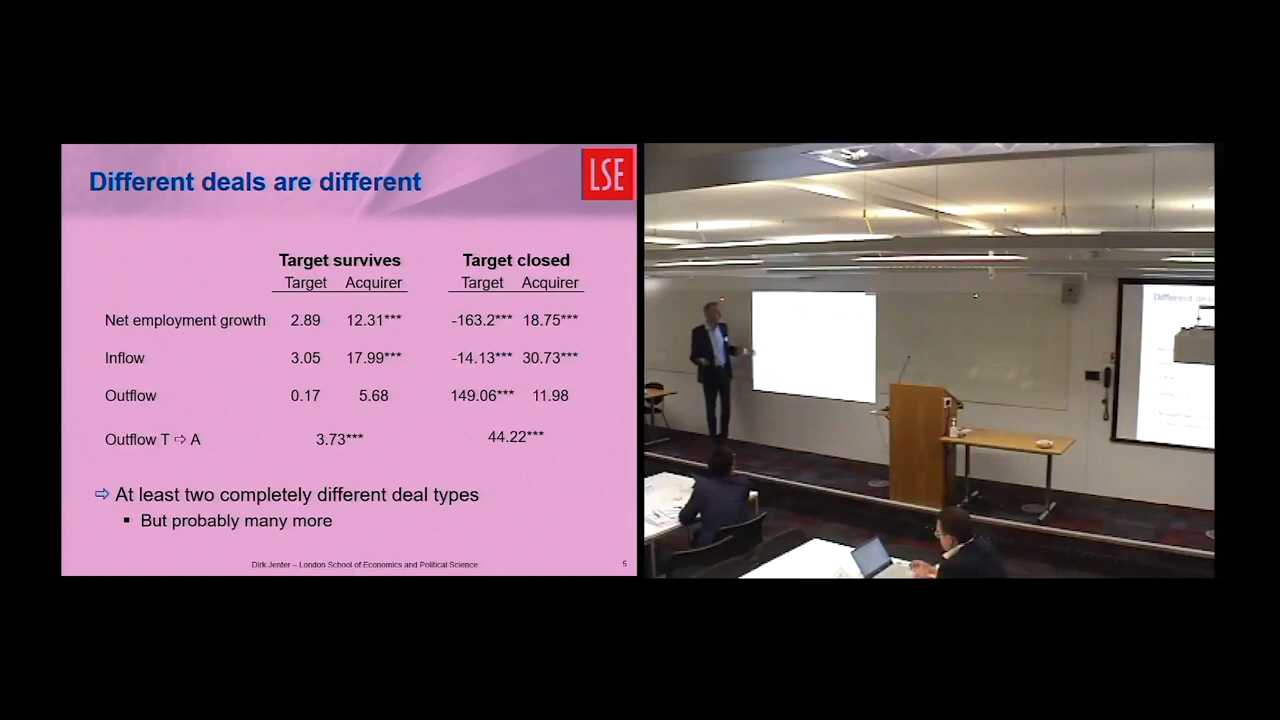 Different deals are different
LSE
Target survives Target closed
Target Acquirer Target Acquirer
Net employment growth 2.89 12.31*** -163.2*** 18.75***
Inflow 3.05 17.99*** -14.13*** 30.73***
Outflow 0.17 5.68 149.06*** 11.98
Outflow T ⇨ A 3.73*** 44.22***
⇨ At least two completely different deal types
▪ But probably many more
Dirk Jenter – London School of Economics and Political Science 5
Different